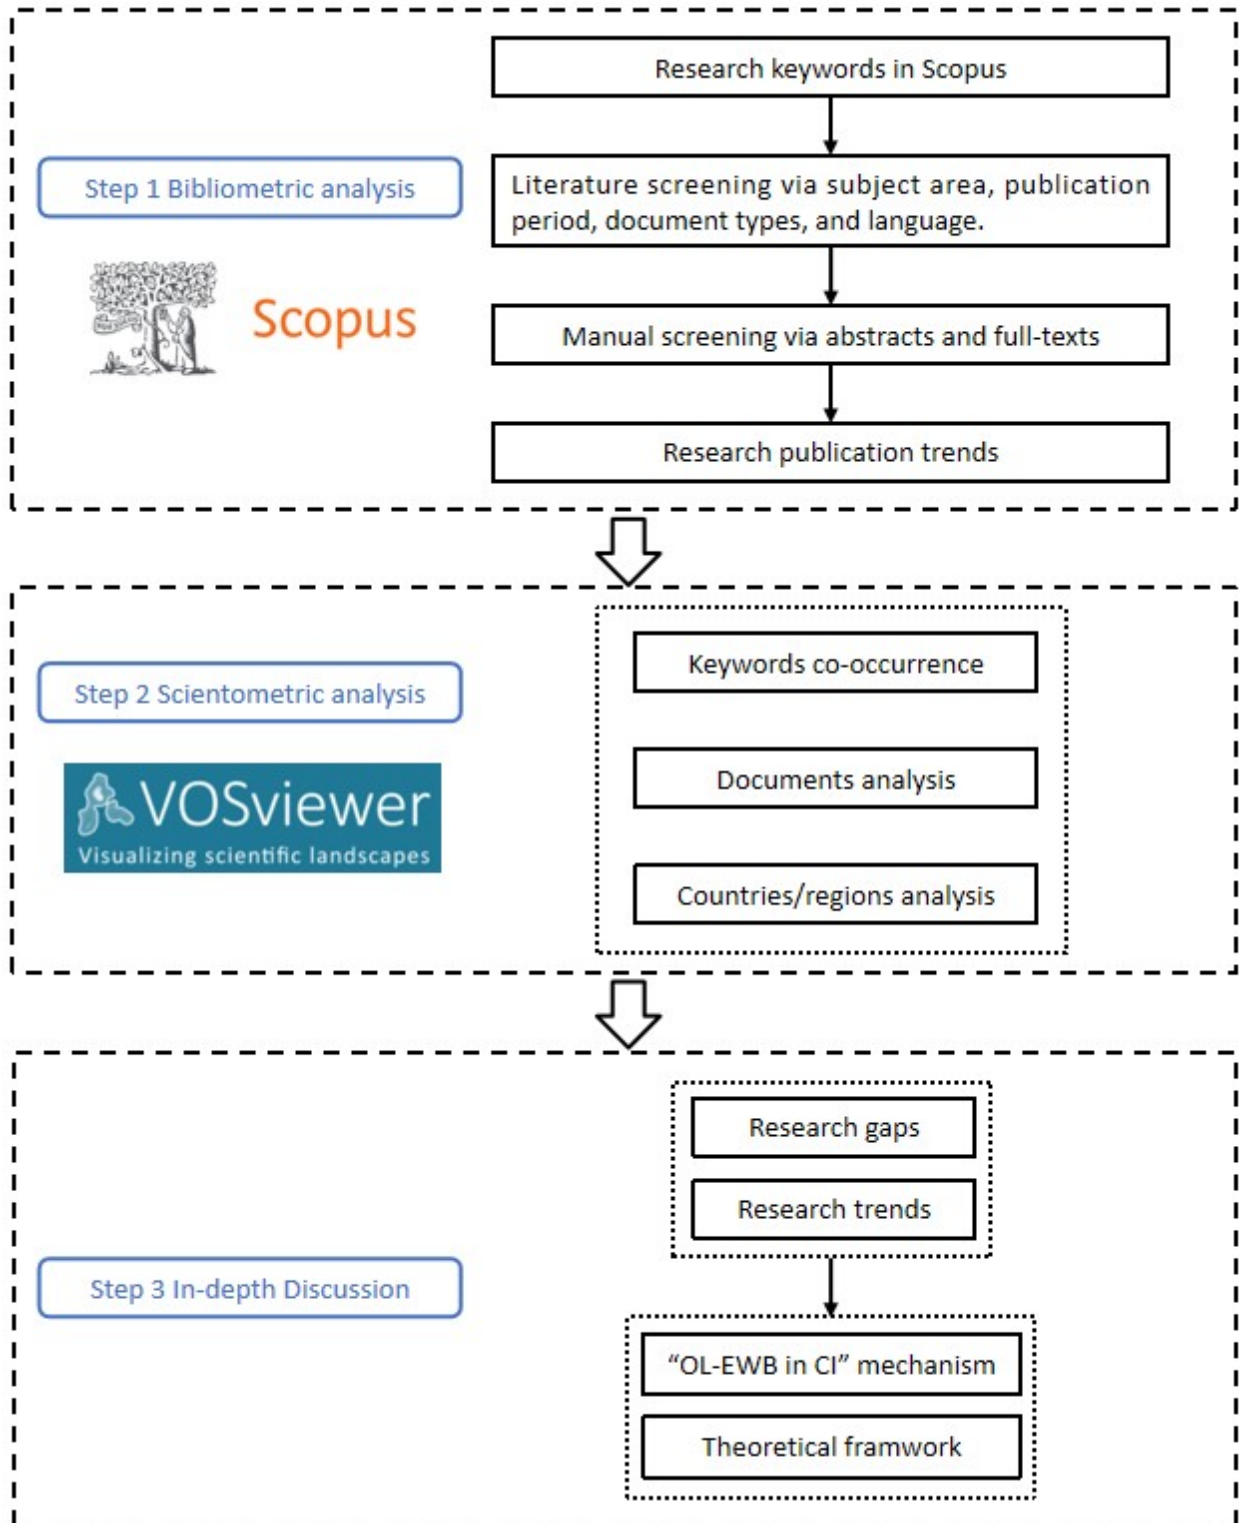 Research keywords in Scopus
Step 1 Bibliometric analysis
Literature screening via subject area, publication
period, document types, and language.
Scopus
Manual screening via abstracts and full-texts
Research publication trends
Step 2 Scientometric analysis
Keywords co-occurrence
VOSviewer
Visualizing scientific landscapes
Documents analysis
Countries/regions analysis
Research gaps
Research trends
Step 3 In-depth Discussion
“OL-EWB in CI” mechanism
Theoretical framwork